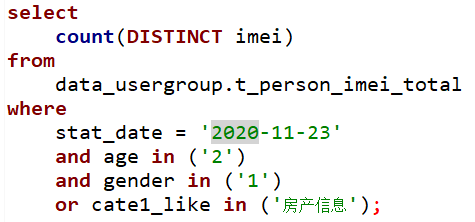 select
count(DISTINCT imei)
from
data_usergroup.t_person_imei_total
where
stat_date = '2020-11-23'
and age in ('2')
and gender in ('1')
or cate1_like in ('房产信息');